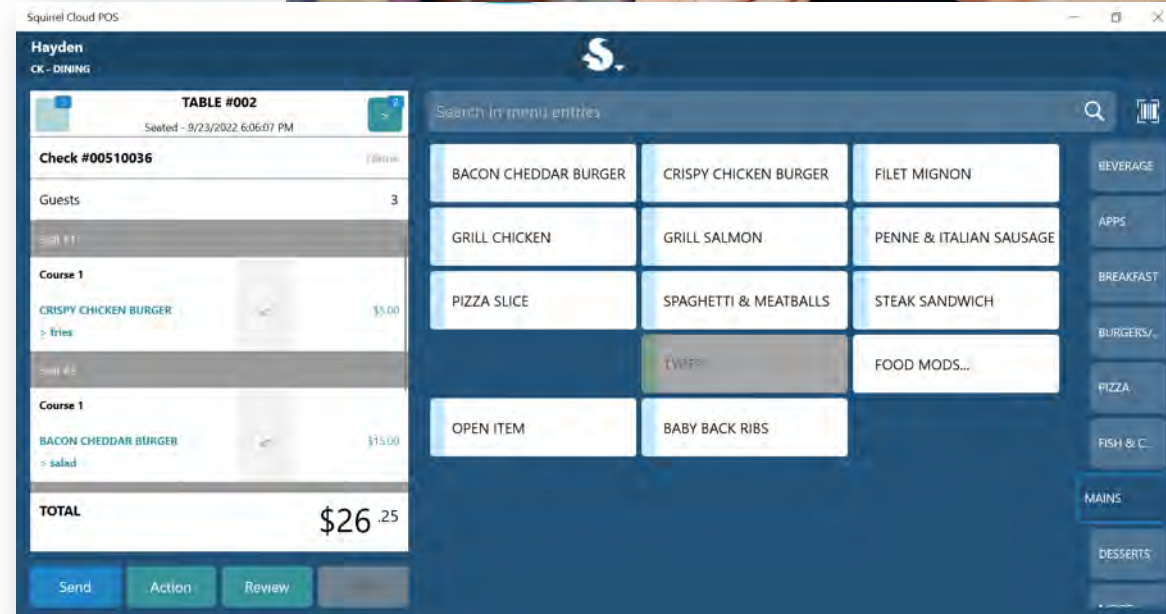 Squirrel Cloud POS
Hayden
CK - DINING
TABLE #002
Seated - 9/23/2022 6:06:07 PM
Check #00510036
Guests 3
Course 1
CRISPY CHICKEN BURGER $5.00
> fries
Course 1
BACON CHEDDAR BURGER $15.00
> salad
TOTAL $26.25
Send Action Review
Search in menu entries
BACON CHEDDAR BURGER CRISPY CHICKEN BURGER FILET MIGNON
GRILL CHICKEN GRILL SALMON PENNE & ITALIAN SAUSAGE
PIZZA SLICE SPAGHETTI & MEATBALLS STEAK SANDWICH
FOOD MODS...
OPEN ITEM BABY BACK RIBS
BEVERAGE
APPS
BREAKFAST
BURGERS/...
PIZZA
FISH & C...
MAINS
DESSERTS